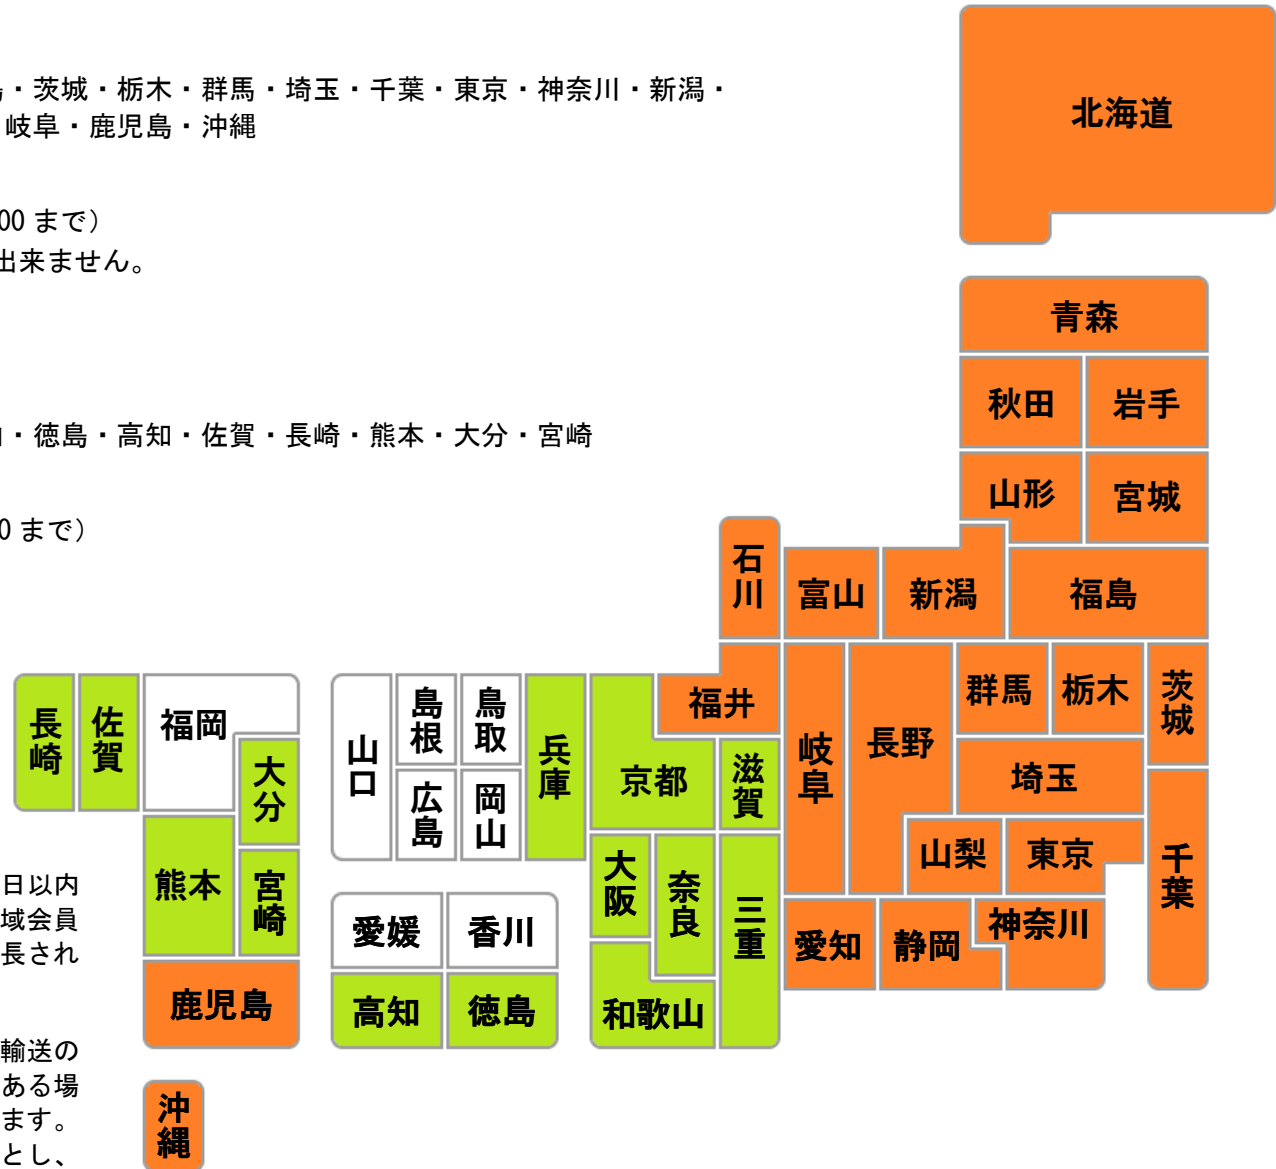 ・茨城・栃木・群馬・埼玉・千葉・東京・神奈川・新潟・
岐阜・鹿児島・沖縄
00 まで）
出来ません。
・徳島・高知・佐賀・長崎・熊本・大分・宮崎
0 まで）
北海道
青森
秋田
岩手
山形
宮城
石川
富山
新潟
福島
福井
岐阜
長野
群馬
栃木
茨城
埼玉
山梨
東京
千葉
愛知
静岡
神奈川
長崎
佐賀
福岡
大分
熊本
宮崎
鹿児島
沖縄
山口
島根
鳥取
広島
岡山
兵庫
京都
滋賀
大阪
奈良
三重
和歌山
愛媛
香川
高知
徳島
日以内
域会員
長され
輸送の
ある場
ます。
とし、